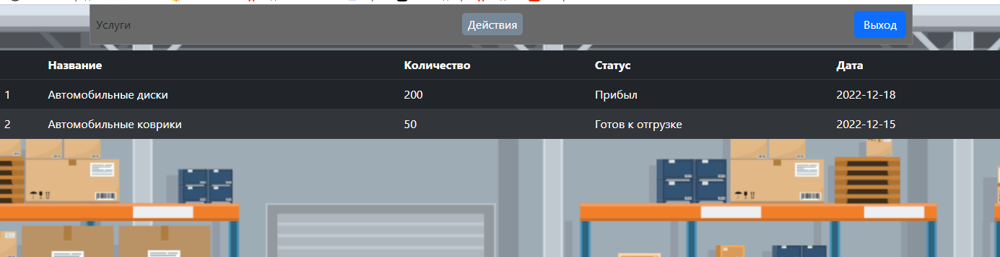 Услуги Действия Выход
Название Количество Статус Дата
1 Автомобильные диски 200 Прибыл 2022-12-18
2 Автомобильные коврики 50 Готов к отгрузке 2022-12-15